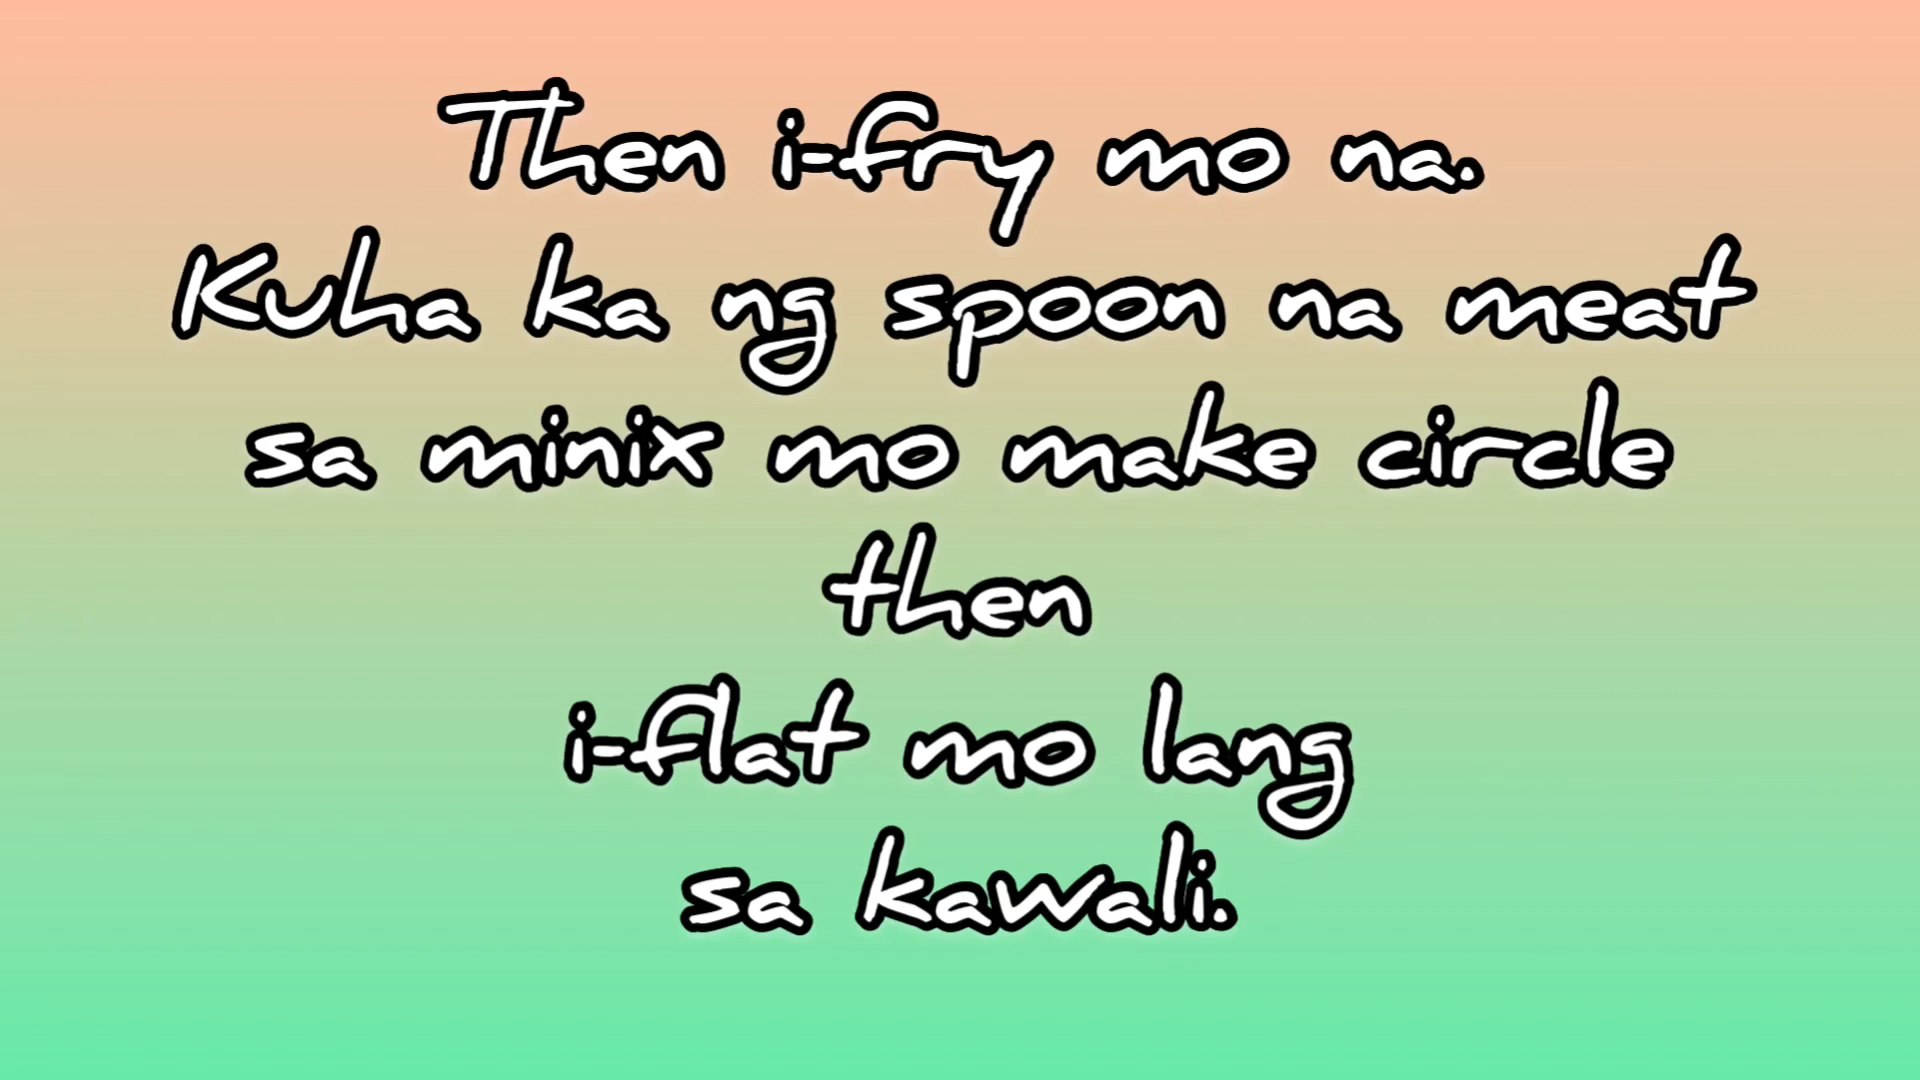 Then i-fry mo na.
Kuha ka ng spoon na meat
sa minix mo make circle
then
i-flat mo lang
sa kawali.